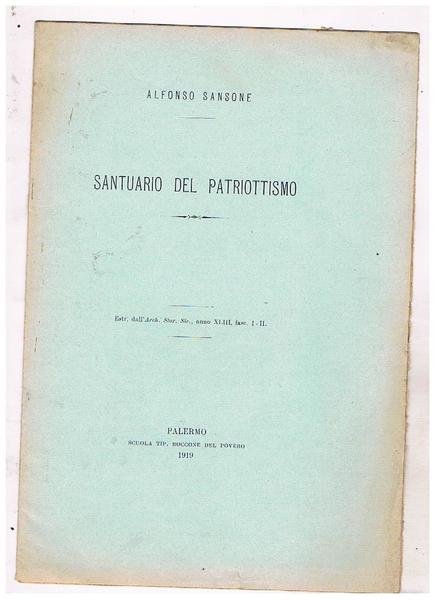 ALFONSO SANSONE
SANTUARIO DEL PATRIOTTISMO
Estr. dall'Arch. Stor. Sic., anno XLIII, fasc. I-II.
PALERMO
SCUOLA TIP. BOCCONE DEL POVERO
1919